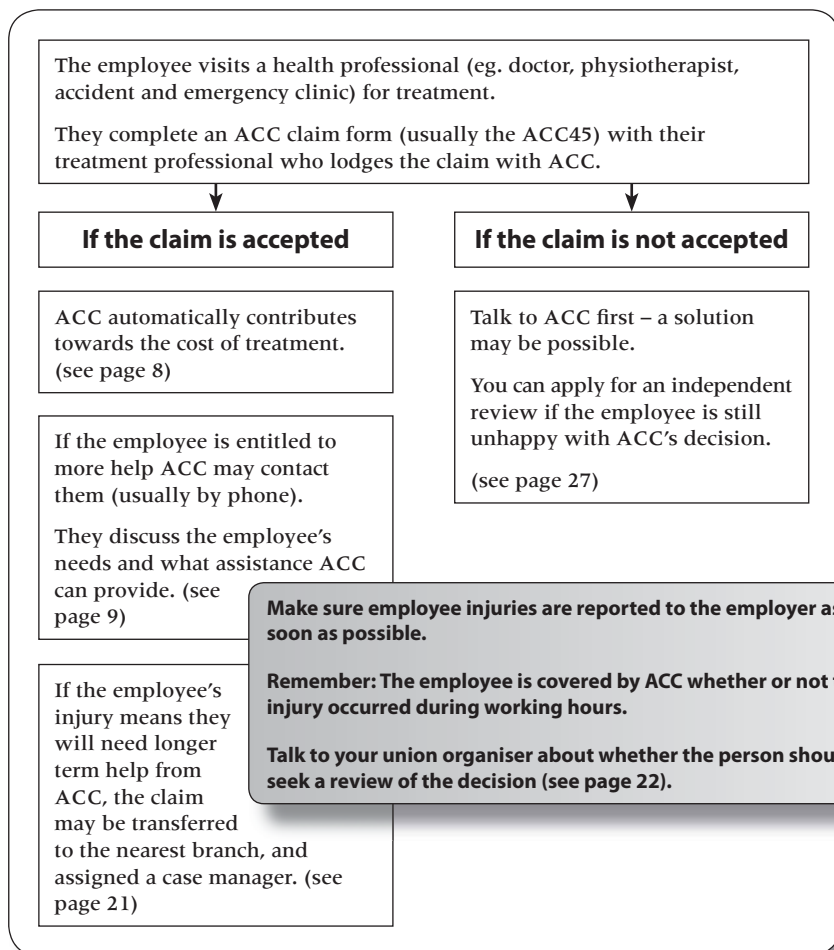 The employee visits a health professional (eg. doctor, physiotherapist,
accident and emergency clinic) for treatment.
They complete an ACC claim form (usually the ACC45) with their
treatment professional who lodges the claim with ACC.
If the claim is accepted
ACC automatically contributes
towards the cost of treatment.
(see page 8)
If the employee is entitled to
more help ACC may contact
them (usually by phone).
They discuss the employee's
needs and what assistance ACC
can provide. (see
page 9)
If the employee's
injury means they
will need longer
term help from
ACC, the claim
may be transferred
to the nearest branch, and
assigned a case manager. (see
page 21)
If the claim is not accepted
Talk to ACC first – a solution
may be possible.
You can apply for an independent
review if the employee is still
unhappy with ACC's decision.
(see page 27)
Make sure employee injuries are reported to the employer as
soon as possible.
Remember: The employee is covered by ACC whether or not
injury occurred during working hours.
Talk to your union organiser about whether the person
seek a review of the decision (see page 22).